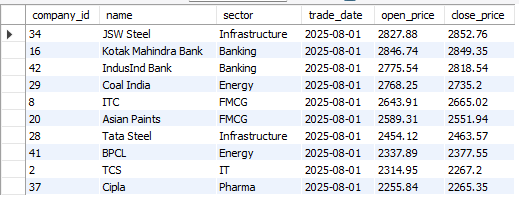 company_id name sector trade_date open_price close_price
34 JSW Steel Infrastructure 2025-08-01 2827.88 2852.76
16 Kotak Mahindra Bank Banking 2025-08-01 2846.74 2849.35
42 IndusInd Bank Banking 2025-08-01 2775.54 2818.54
29 Coal India Energy 2025-08-01 2768.25 2735.2
8 ITC FMCG 2025-08-01 2643.91 2665.02
20 Asian Paints FMCG 2025-08-01 2589.31 2551.94
28 Tata Steel Infrastructure 2025-08-01 2454.12 2463.57
41 BPCL Energy 2025-08-01 2337.89 2377.55
2 TCS IT 2025-08-01 2314.95 2267.2
37 Cipla Pharma 2025-08-01 2255.84 2265.35